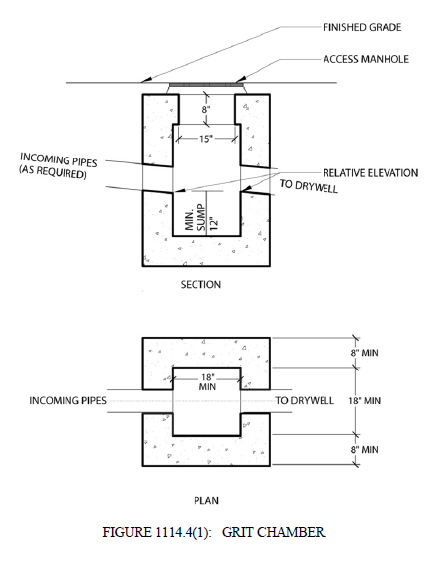 FINISHED GRADE
ACCESS MANHOLE
8"
15"
INCOMING PIPES
(AS REQUIRED)
RELATIVE ELEVATION
TO DRYWELL
MIN.
SUMP
12"
SECTION
8" MIN
18"
MIN
INCOMING PIPES
TO DRYWELL
18" MIN
8" MIN
PLAN
FIGURE 1114.4(1): GRIT CHAMBER